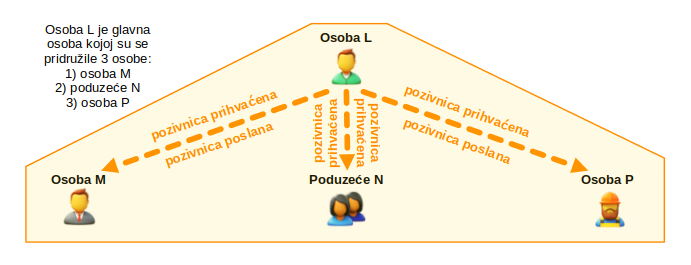 Osoba L je glavna
osoba kojoj su se
pridružile 3 osobe:
1) osoba M
2) poduzeće N
3) osoba P
Osoba L
pozivnica prihvaćena
pozivnica poslana
pozivnica
prihvaćena
pozivnica
prihvaćena
pozivnica prihvaćena
pozivnica poslana
Osoba M
Poduzeće N
Osoba P